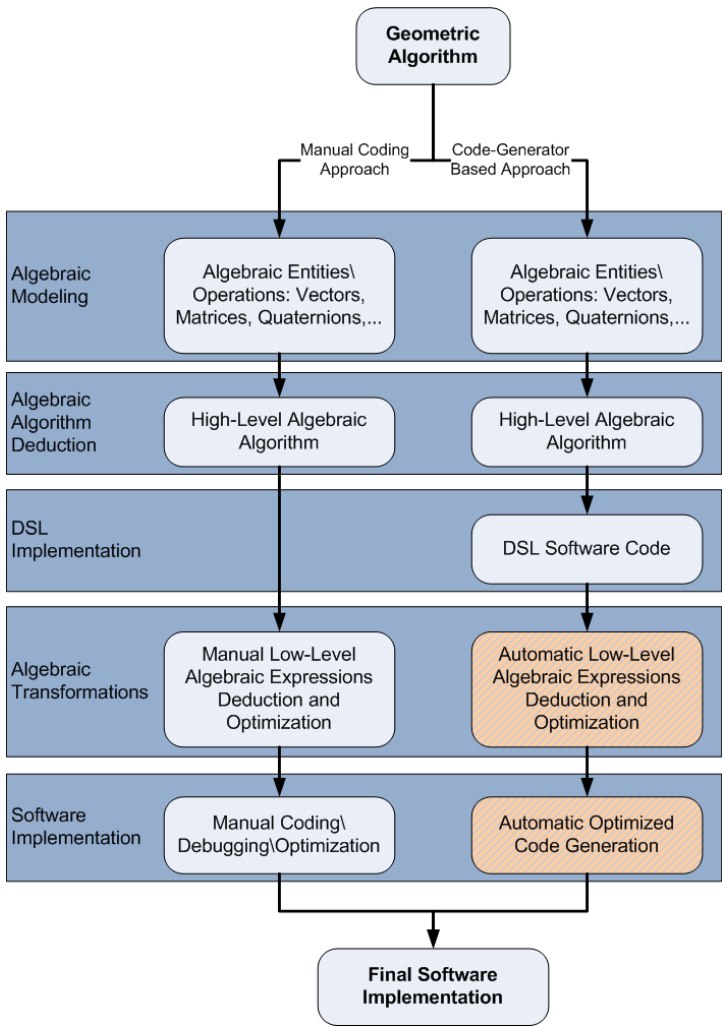 Geometric
Algorithm
Manual Coding
Approach
Code-Generator
Based Approach
Algebraic
Modeling
Algebraic Entities\
Operations: Vectors,
Matrices, Quaternions,...
Algebraic Entities\
Operations: Vectors,
Matrices, Quaternions,...
Algebraic
Algorithm
Deduction
High-Level Algebraic
Algorithm
High-Level Algebraic
Algorithm
DSL
Implementation
DSL Software Code
Algebraic
Transformations
Manual Low-Level
Algebraic Expressions
Deduction and
Optimization
Automatic Low-Level
Algebraic Expressions
Deduction and
Optimization
Software
Implementation
Manual Coding\
Debugging\Optimization
Automatic Optimized
Code Generation
Final Software
Implementation